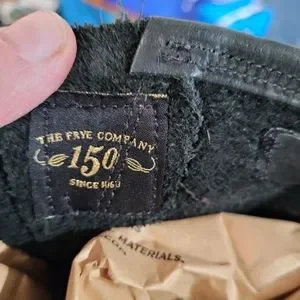 THE FRYE COMPANY
150
SINCE 1863
MATERIALS.